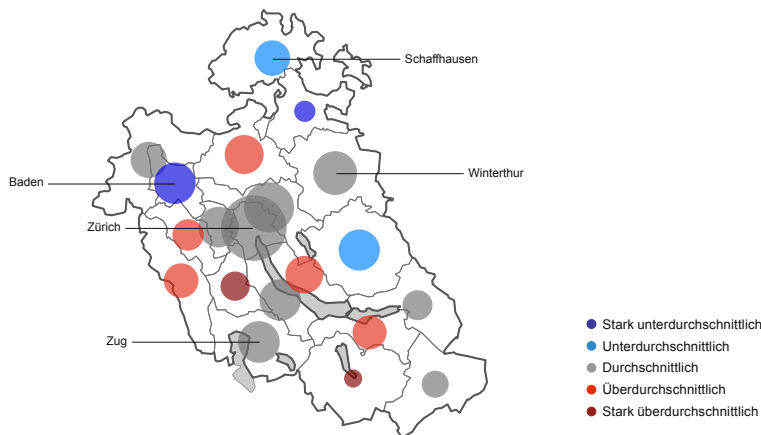 Schaffhausen
Baden
Winterthur
Zürich
Zug
Stark unterdurchschnittlich
Unterdurchschnittlich
Durchschnittlich
Überdurchschnittlich
Stark überdurchschnittlich